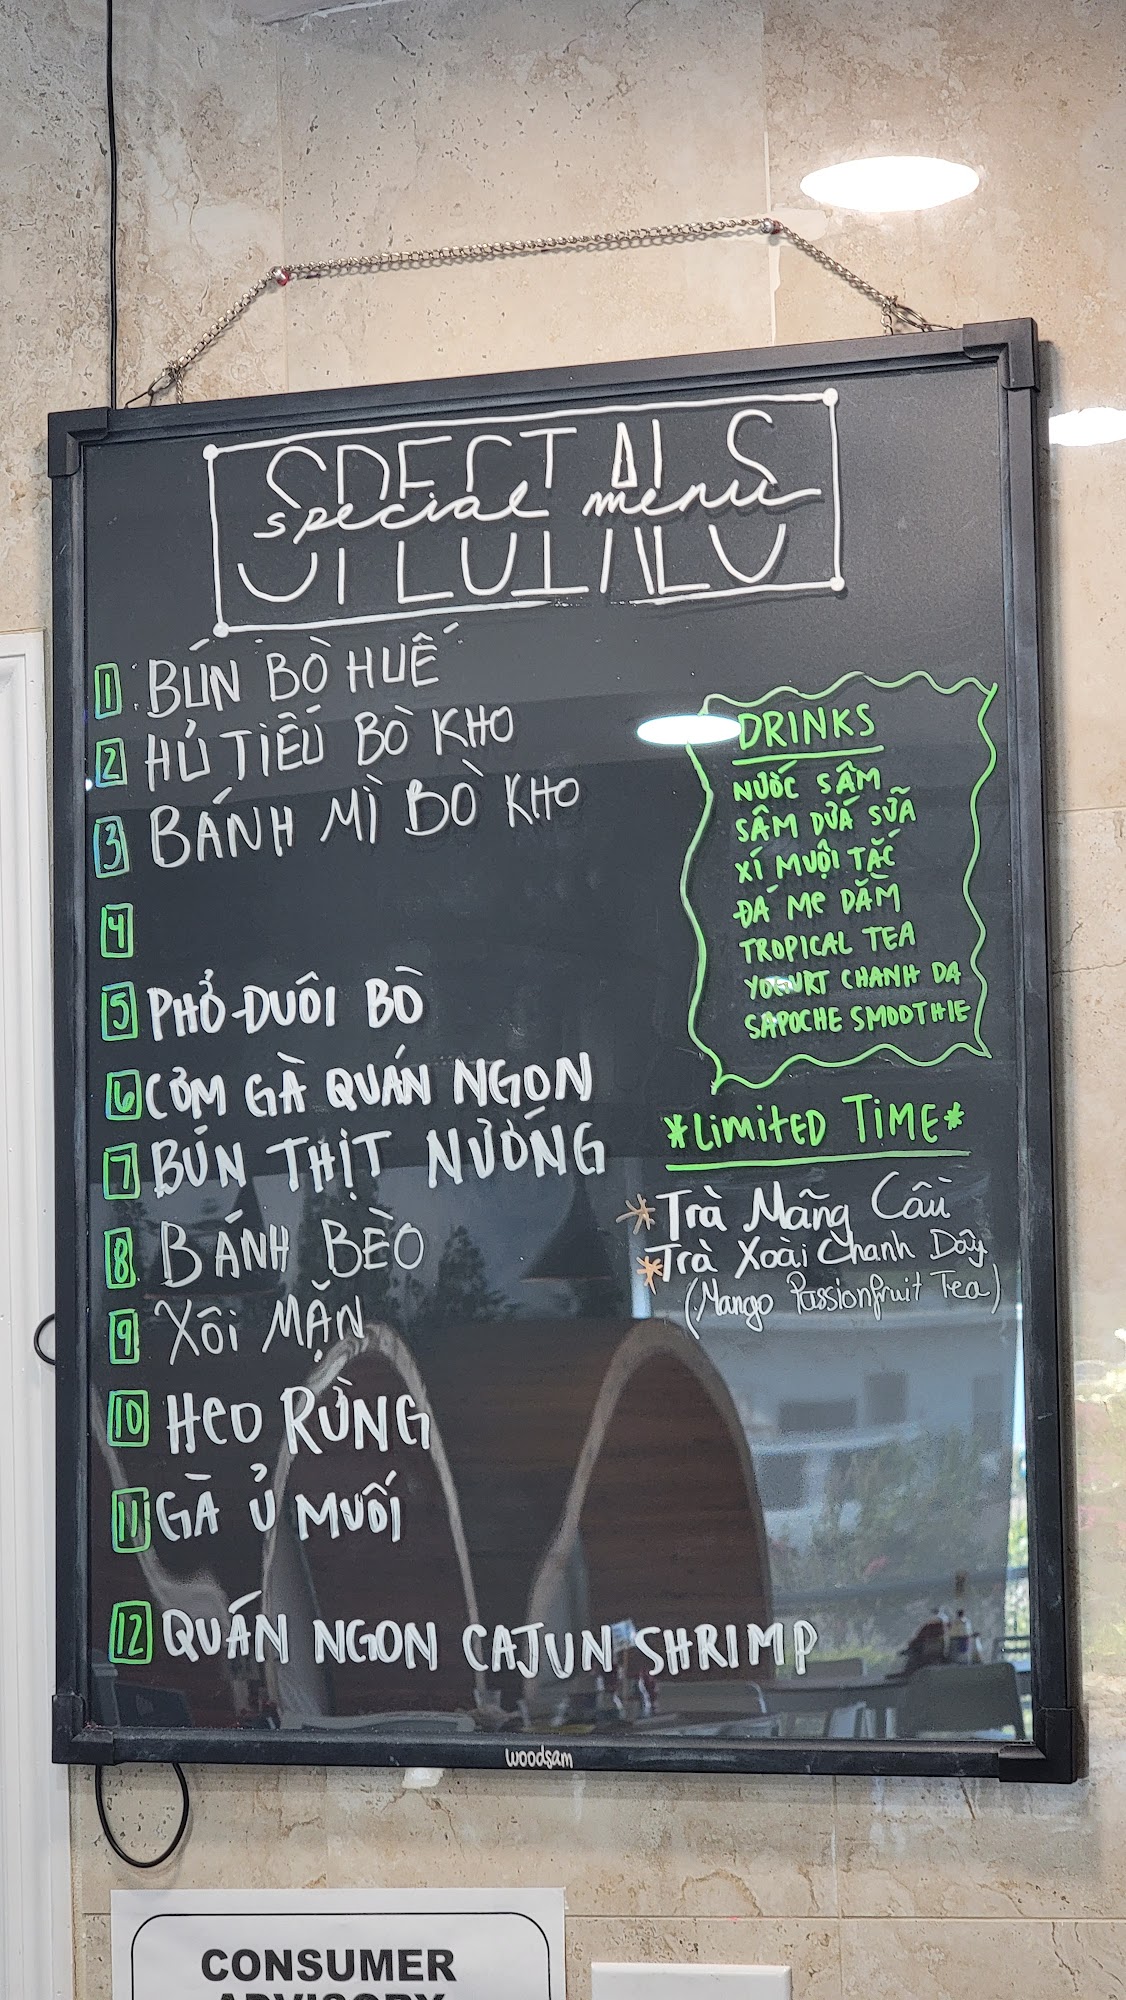 SPECIALS
special menu
1 BÚN BÒ HUẾ
2 HỦ TIẾU BÒ KHO
3 BÁNH MÌ BÒ KHO
4
5 PHỞ ĐUÔI BÒ
6 CƠM GÀ QUÁN NGON
7 BÚN THỊT NƯỚNG
8 BÁNH BÈO
9 XÔI MẶN
10 HEO RỪNG
11 GÀ Ủ MUỐI
12 QUÁN NGON CAJUN SHRIMP
DRINKS
NƯỚC SÂM
SÂM DỨA SỮA
XÍ MUỘI TẮC
ĐÁ ME DẦM
TROPICAL TEA
YOGURT CHANH DA
SAPOCHE SMOOTHIE
*LIMITED TIME*
*Trà Mãng Cầu
*Trà Xoài Chanh Dây
(Mango Passionfruit Tea)
woodsam
CONSUMER
ADVISORY